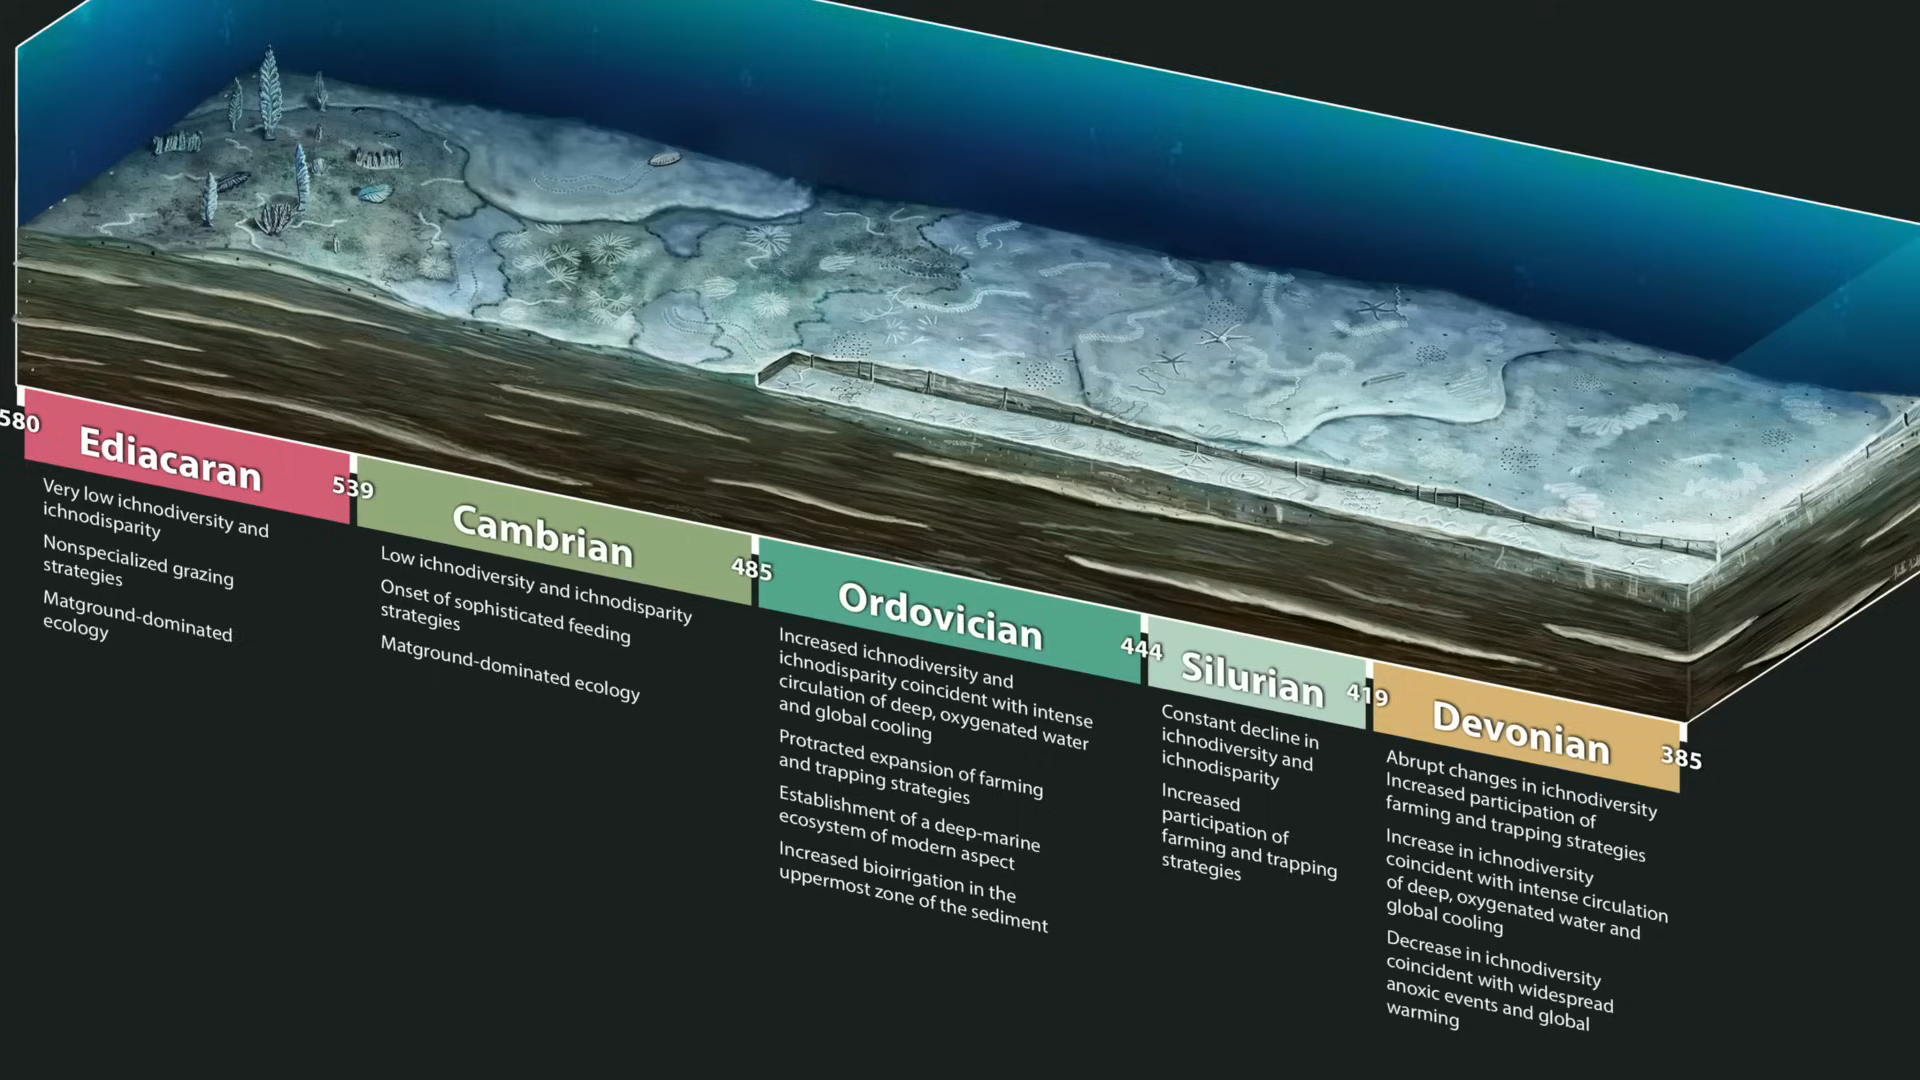 580
Ediacaran
Very low ichnodiversity and
ichnodisparity
Nonspecialized grazing
strategies
Matground-dominated
ecology
539
Cambrian
Low ichnodiversity and ichnodisparity
Onset of sophisticated feeding
strategies
Matground-dominated ecology
485
Ordovician
Increased ichnodiversity and
ichnodisparity coincident with intense
circulation of deep, oxygenated water
and global cooling
Protracted expansion of farming
and trapping strategies
Establishment of a deep-marine
ecosystem of modern aspect
Increased bioirrigation in the
uppermost zone of the sediment
444
Silurian
Constant decline in
ichnodiversity and
ichnodisparity
Increased
participation of
farming and trapping
strategies
419
Devonian
Abrupt changes in ichnodiversity
Increased participation of
farming and trapping strategies
Increase in ichnodiversity
coincident with intense circulation
of deep, oxygenated water and
global cooling
Decrease in ichnodiversity
coincident with widespread
anoxic events and global
warming
385